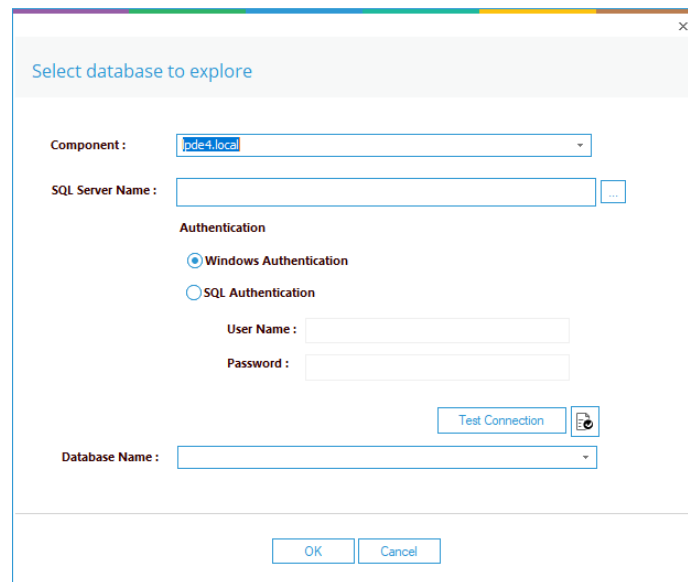 Select database to explore
Component :
lpde4.local
SQL Server Name :
...
Authentication
Windows Authentication
SQL Authentication
User Name :
Password :
Test Connection
Database Name :
OK Cancel